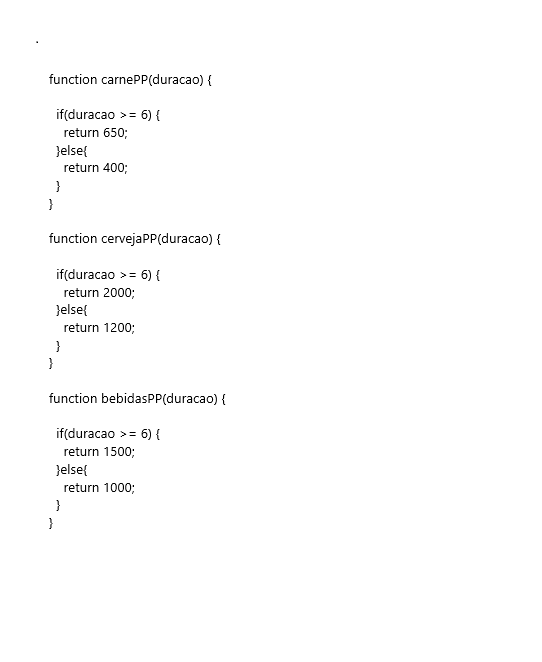 .
function carnePP(duracao) {
if(duracao >= 6) {
return 650;
}else{
return 400;
}
}
function cervejaPP(duracao) {
if(duracao >= 6) {
return 2000;
}else{
return 1200;
}
}
function bebidasPP(duracao) {
if(duracao >= 6) {
return 1500;
}else{
return 1000;
}
}